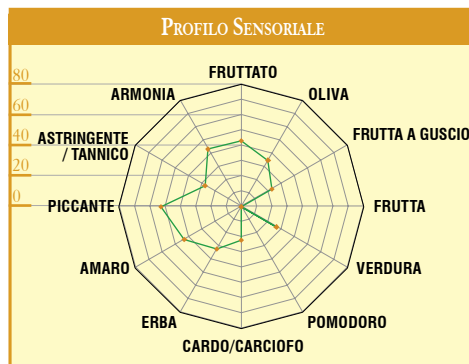 PROFILO SENSORIALE
80
60
40
20
0
FRUTTATO
OLIVA
FRUTTA A GUSCIO
FRUTTA
VERDURA
POMODORO
CARDO/CARCIOFO
ERBA
AMARO
PICCANTE
ASTRINGENTE
/ TANNICO
ARMONIA